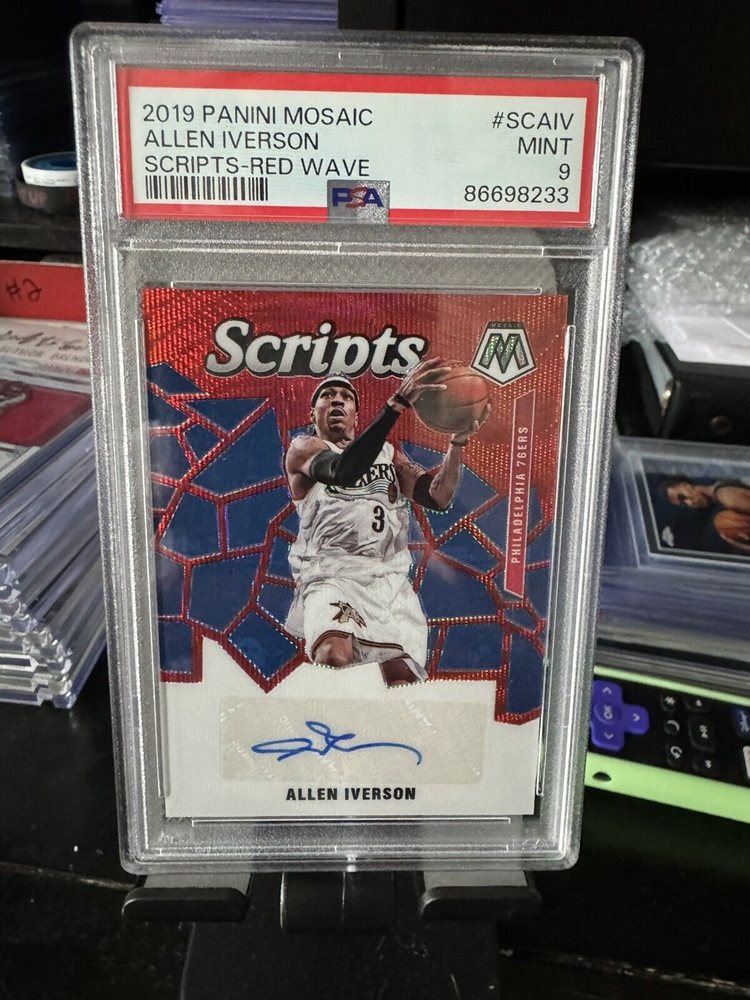 2019 PANINI MOSAIC #SCAIV
ALLEN IVERSON MINT
SCRIPTS-RED WAVE 9
PSA 86698233
#2
Scripts
MOSAIC
M
PHILADELPHIA 76ERS
3
ALLEN IVERSON
OK